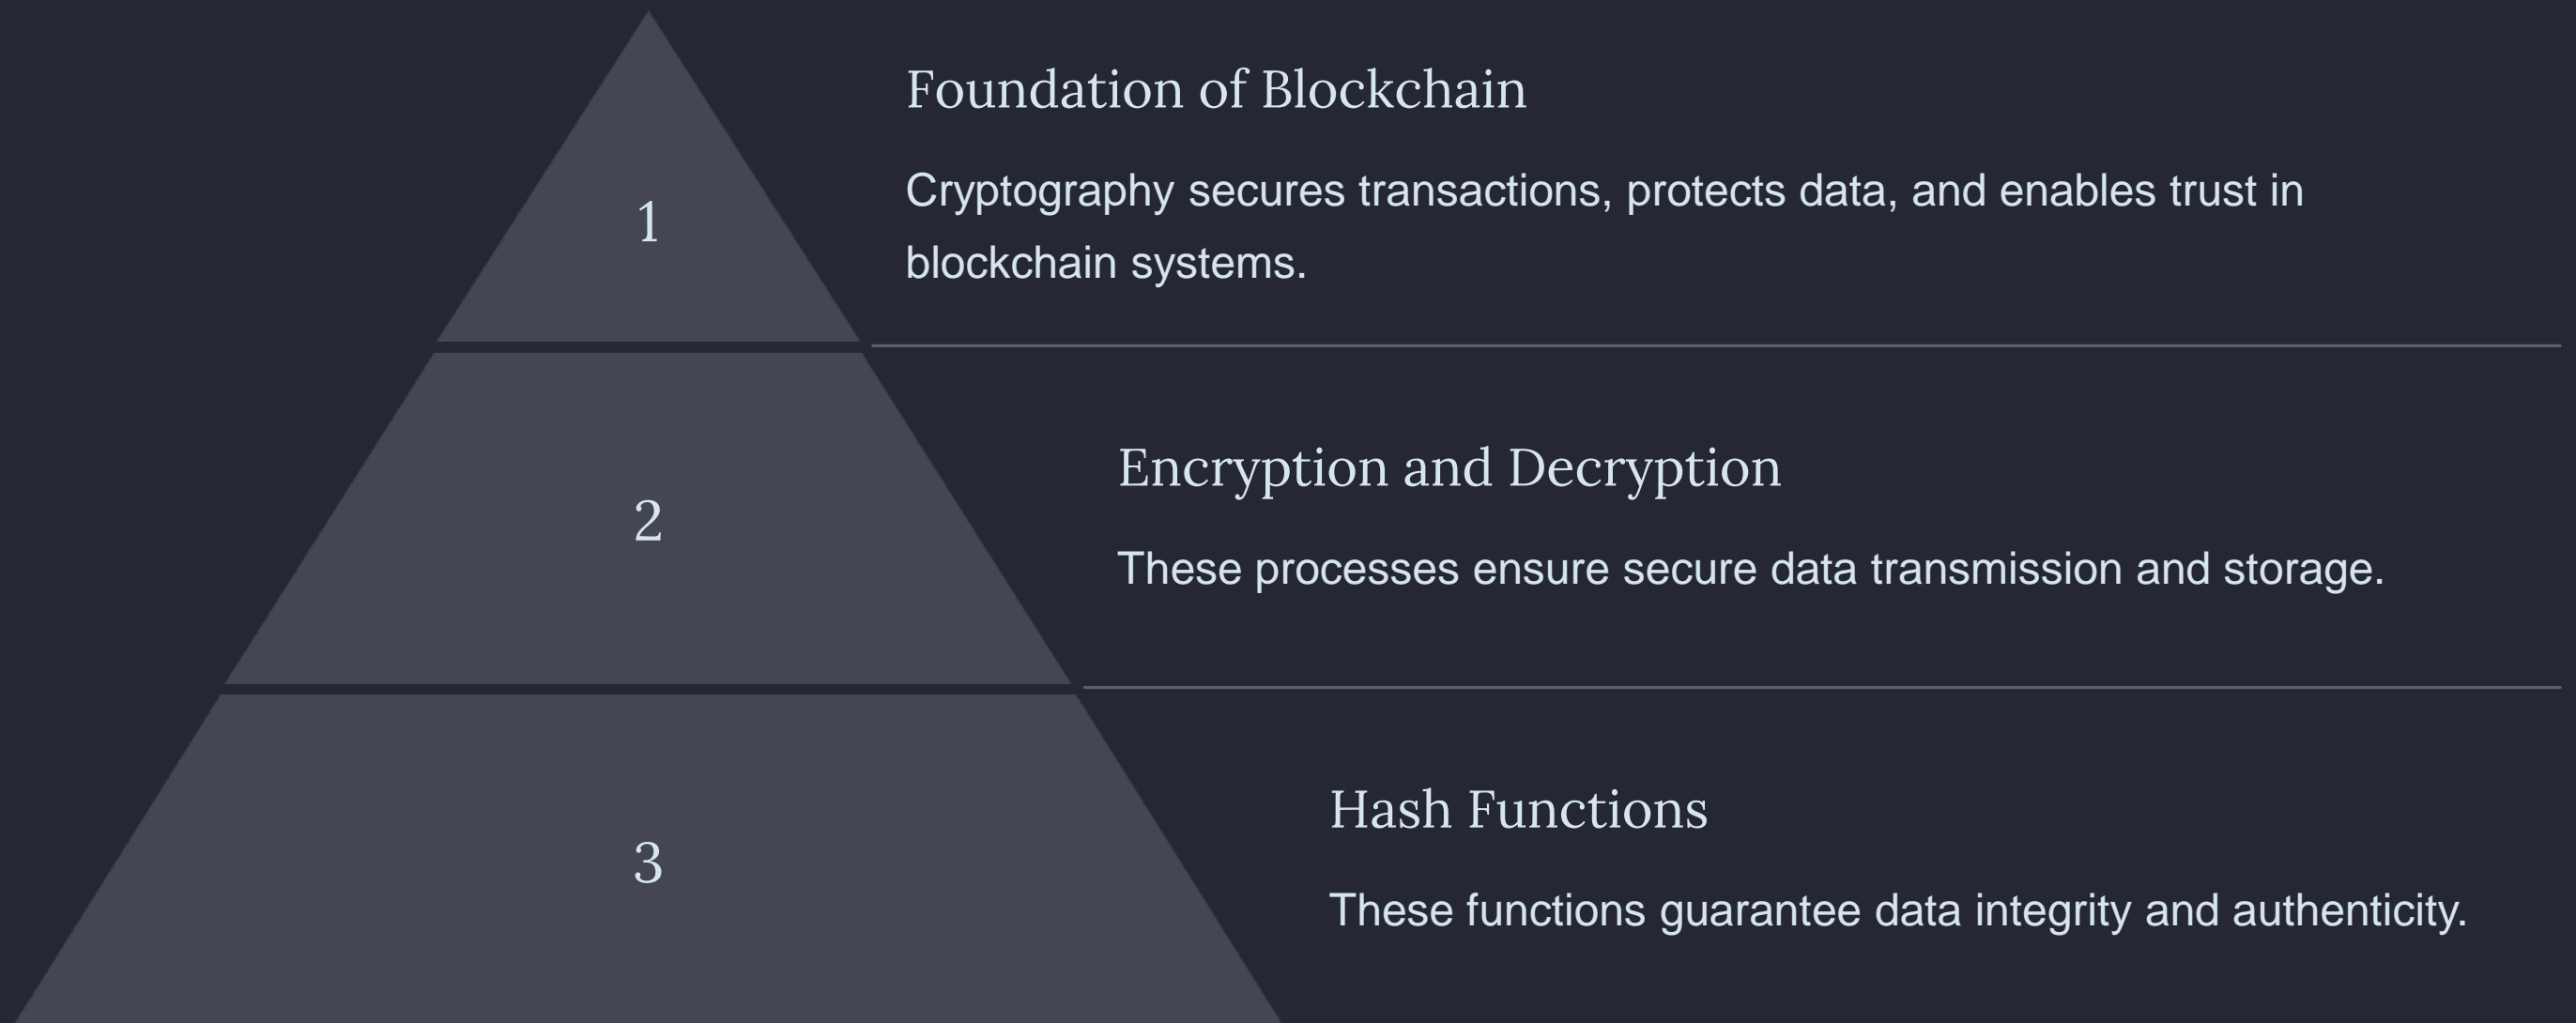 1
Foundation of Blockchain
Cryptography secures transactions, protects data, and enables trust in
blockchain systems.
2
Encryption and Decryption
These processes ensure secure data transmission and storage.
3
Hash Functions
These functions guarantee data integrity and authenticity.